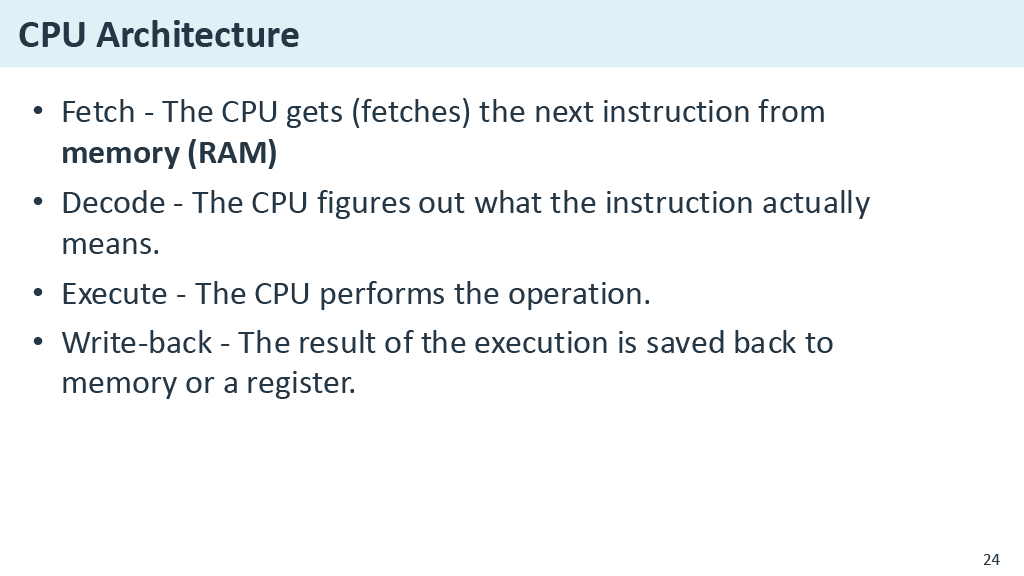 CPU Architecture
• Fetch - The CPU gets (fetches) the next instruction from
memory (RAM)
• Decode - The CPU figures out what the instruction actually
means.
• Execute - The CPU performs the operation.
• Write-back - The result of the execution is saved back to
memory or a register.
24